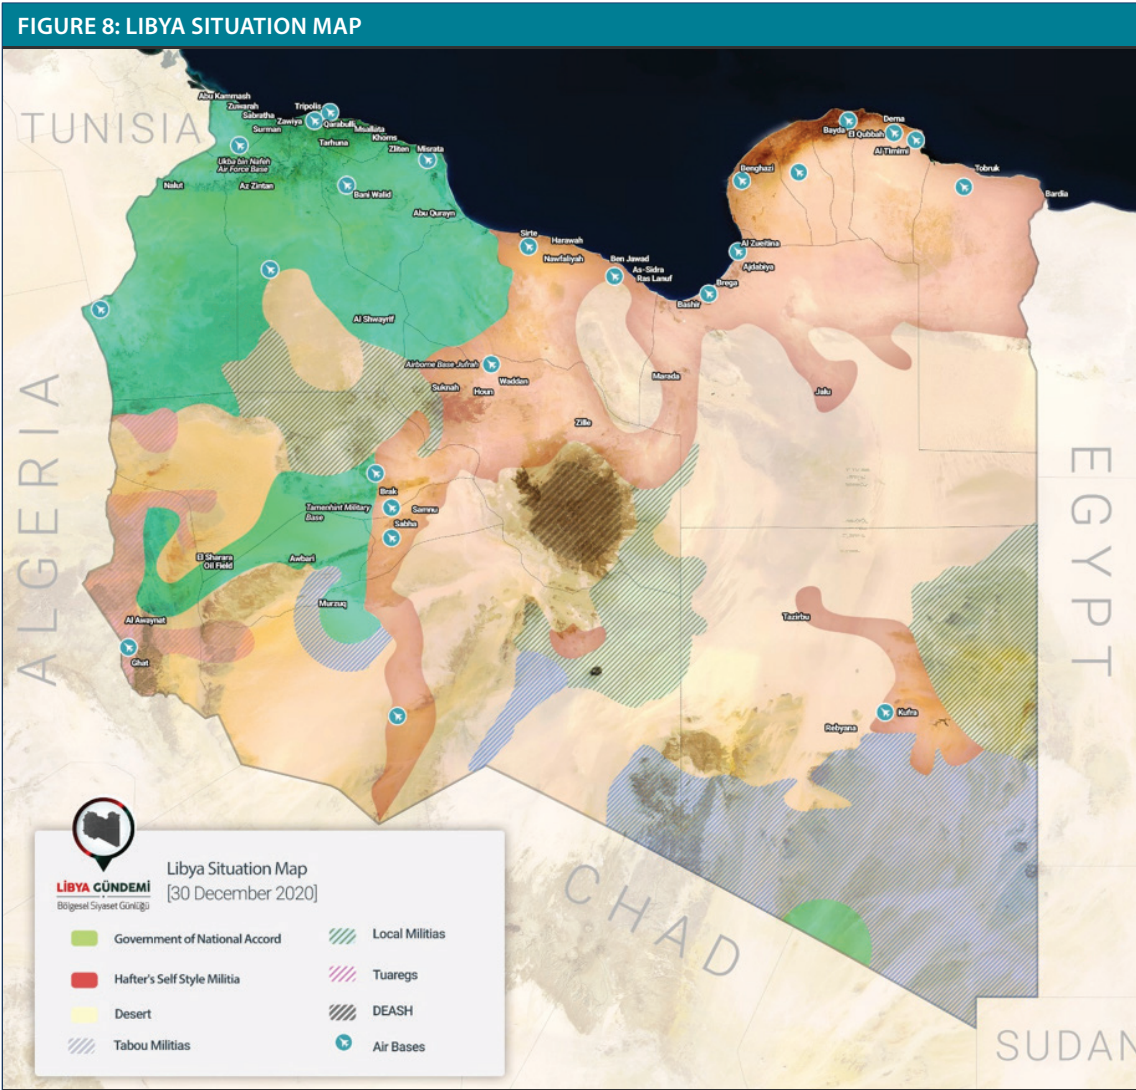 FIGURE 8: LIBYA SITUATION MAP
TUNISIA
ALGERIA
EGYPT
CHAD
SUDAN
Abu Kammash
Zuwarah
Sabratha
Surman
Zawiya
Tripolis
Qarabulli
Msallata
Khoms
Tarhuna
Zliten
Misrata
Ukba bin Nafeh
Air Force Base
Nalut
Az Zintan
Bani Walid
Abu Qurayn
Sirte
Harawah
Nawfaliyah
Ben Jawad
As-Sidra
Ras Lanuf
Bashir
Brega
Ajdabiya
Al Zueitina
Benghazi
Bayda
El Qubbah
Derna
Al Timimi
Tobruk
Bardia
Al Shwayrif
Airborne Base Jufrah
Waddan
Suknah
Houn
Zille
Marada
Jalu
Brak
Tamenhint Military
Base
Samnu
Sabha
El Sharara
Oil Field
Awbari
Murzuq
Al Awaynat
Ghat
Tazirbu
Rebyana
Kufra
LİBYA GÜNDEMİ
Bölgesel Siyaset Günlüğü
Libya Situation Map
[30 December 2020]
Government of National Accord
Hafter's Self Style Militia
Desert
Tabou Militias
Local Militias
Tuaregs
DEASH
Air Bases